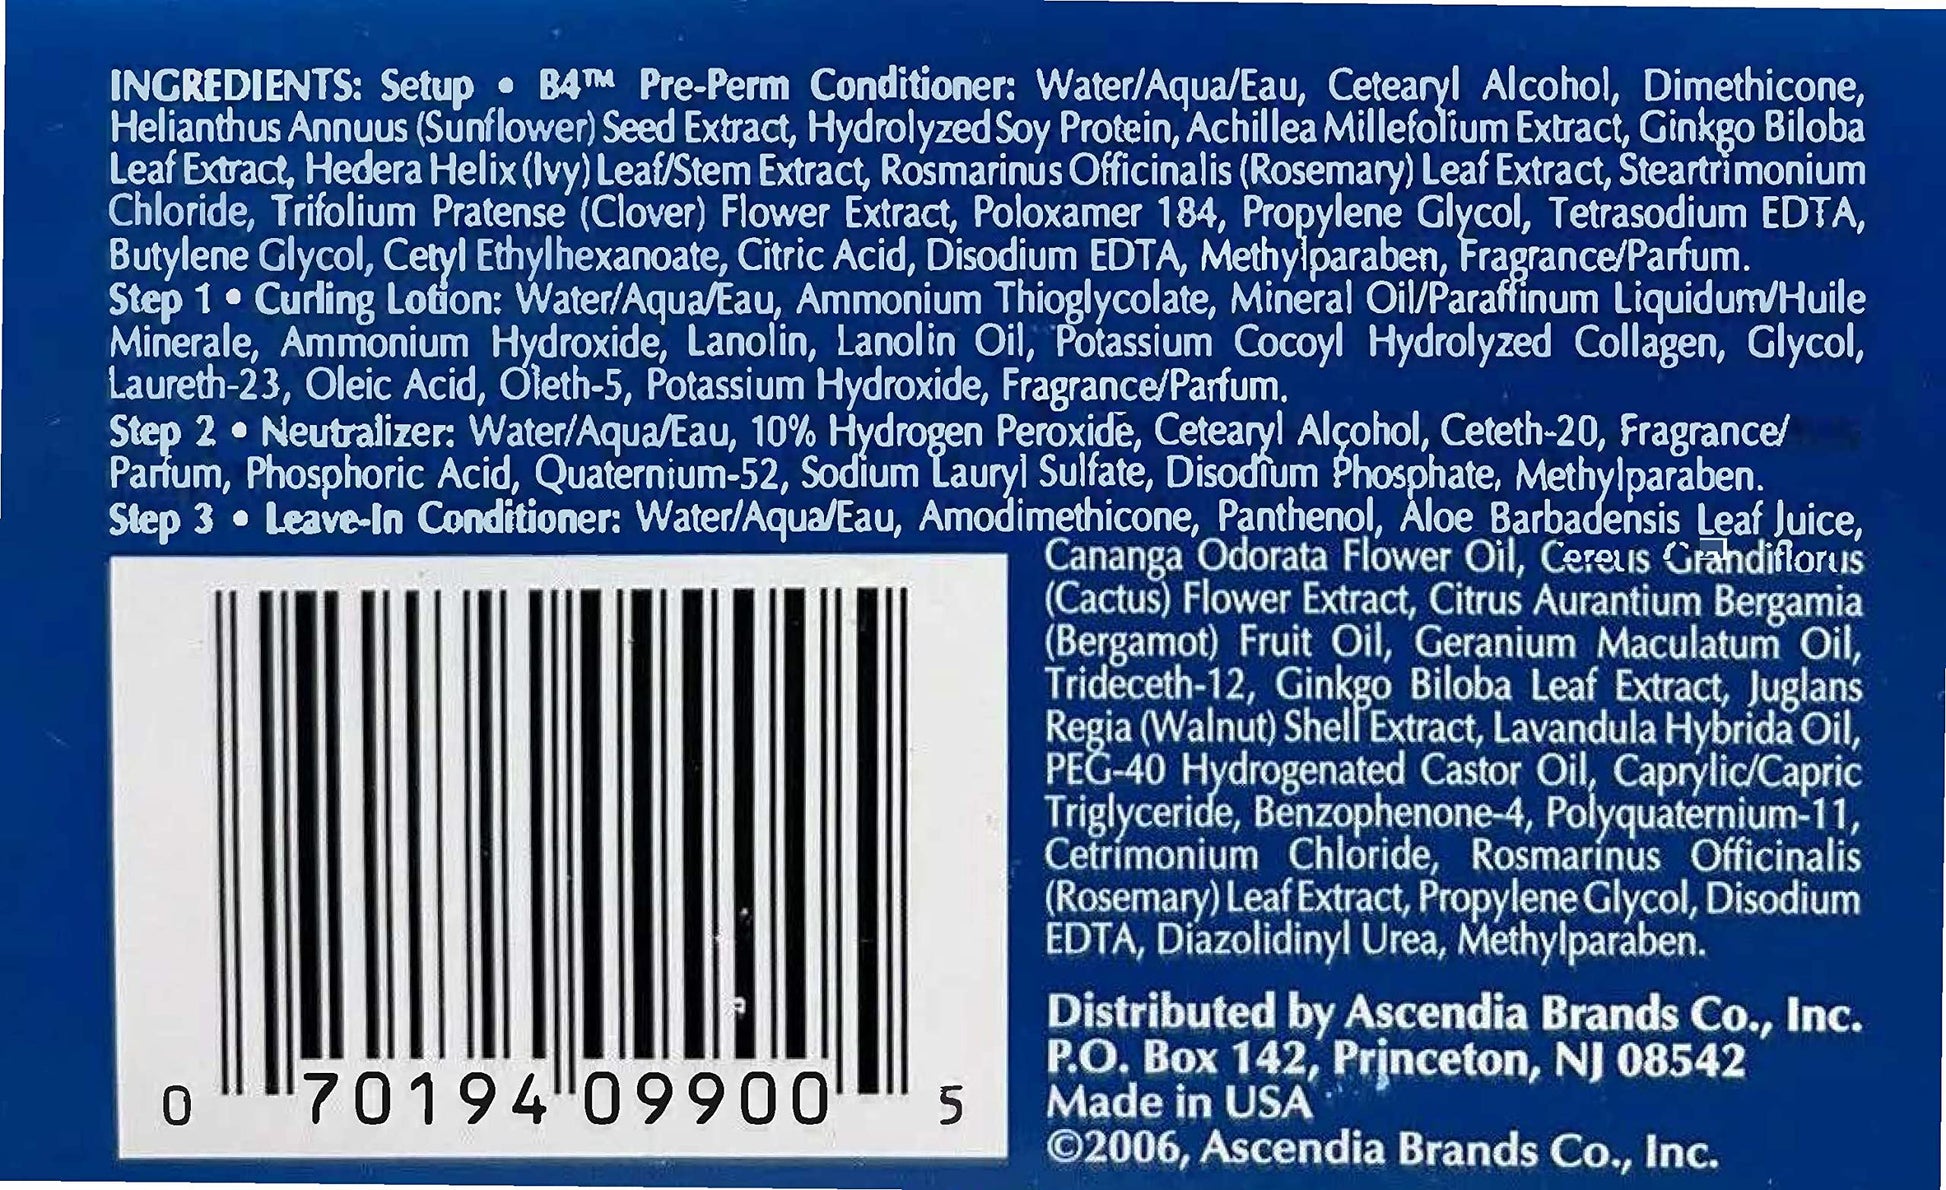 INGREDIENTS: Setup • B4™ Pre-Perm Conditioner: Water/Aqua/Eau, Cetearyl Alcohol, Dimethicone,
Helianthus Annuus (Sunflower) Seed Extract, Hydrolyzed Soy Protein, Achillea Millefolium Extract, Ginkgo Biloba
Leaf Extract, Hedera Helix (Ivy) Leaf/Stem Extract, Rosmarinus Officinalis (Rosemary) Leaf Extract, Steartrimonium
Chloride, Trifolium Pratense (Clover) Flower Extract, Poloxamer 184, Propylene Glycol, Tetrasodium EDTA,
Butylene Glycol, Cetyl Ethylhexanoate, Citric Acid, Disodium EDTA, Methylparaben, Fragrance/Parfum.
Step 1 • Curling Lotion: Water/Aqua/Eau, Ammonium Thioglycolate, Mineral Oil/Paraffinum Liquidum/Huile
Minerale, Ammonium Hydroxide, Lanolin, Lanolin Oil, Potassium Cocoyl Hydrolyzed Collagen, Glycol,
Laureth-23, Oleic Acid, Oleth-5, Potassium Hydroxide, Fragrance/Parfum.
Step 2 • Neutralizer: Water/Aqua/Eau, 10% Hydrogen Peroxide, Cetearyl Alcohol, Ceteth-20, Fragrance/
Parfum, Phosphoric Acid, Quaternium-52, Sodium Lauryl Sulfate, Disodium Phosphate, Methylparaben.
Step 3 • Leave-In Conditioner: Water/Aqua/Eau, Amodimethicone, Panthenol, Aloe Barbadensis Leaf Juice,
Cananga Odorata Flower Oil, Cereus Grandiflorus
(Cactus) Flower Extract, Citrus Aurantium Bergamia
(Bergamot) Fruit Oil, Geranium Maculatum Oil,
Trideceth-12, Ginkgo Biloba Leaf Extract, Juglans
Regia (Walnut) Shell Extract, Lavandula Hybrida Oil,
PEG-40 Hydrogenated Castor Oil, Caprylic/Capric
Triglyceride, Benzophenone-4, Polyquaternium-11,
Cetrimonium Chloride, Rosmarinus Officinalis
(Rosemary) Leaf Extract, Propylene Glycol, Disodium
EDTA, Diazolidinyl Urea, Methylparaben.
Distributed by Ascendia Brands Co., Inc.
P.O. Box 142, Princeton, NJ 08542
Made in USA
©2006, Ascendia Brands Co., Inc.
0 70194 09900 5